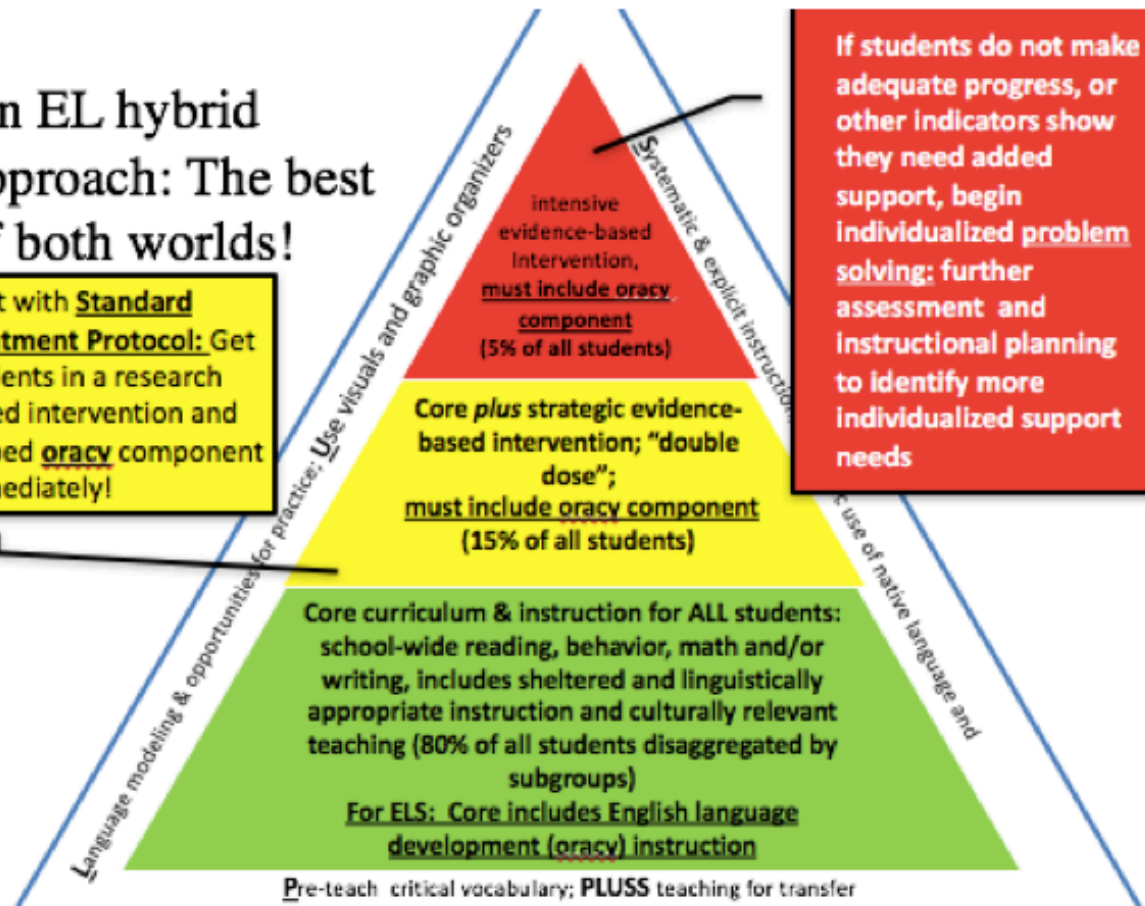 n EL hybrid
proach: The best
both worlds!
t with Standard
tment Protocol: Get
ents in a research
ed intervention and
ed oracy component
ediately!
If students do not make
adequate progress, or
other indicators show
they need added
support, begin
individualized problem
solving: further
assessment and
instructional planning
to identify more
individualized support
needs
intensive
evidence-based
Intervention,
must include oracy
component
(5% of all students)
Core plus strategic evidence-
based intervention; “double
dose”;
must include oracy component
(15% of all students)
Core curriculum & instruction for ALL students:
school-wide reading, behavior, math and/or
writing, includes sheltered and linguistically
appropriate instruction and culturally relevant
teaching (80% of all students disaggregated by
subgroups)
For ELS: Core includes English language
development (oracy) instruction
Language modeling & opportunities for practice; Use visuals and graphic organizers
Systematic & explicit instruction
c use of native language and
Pre-teach critical vocabulary; PLUSS teaching for transfer